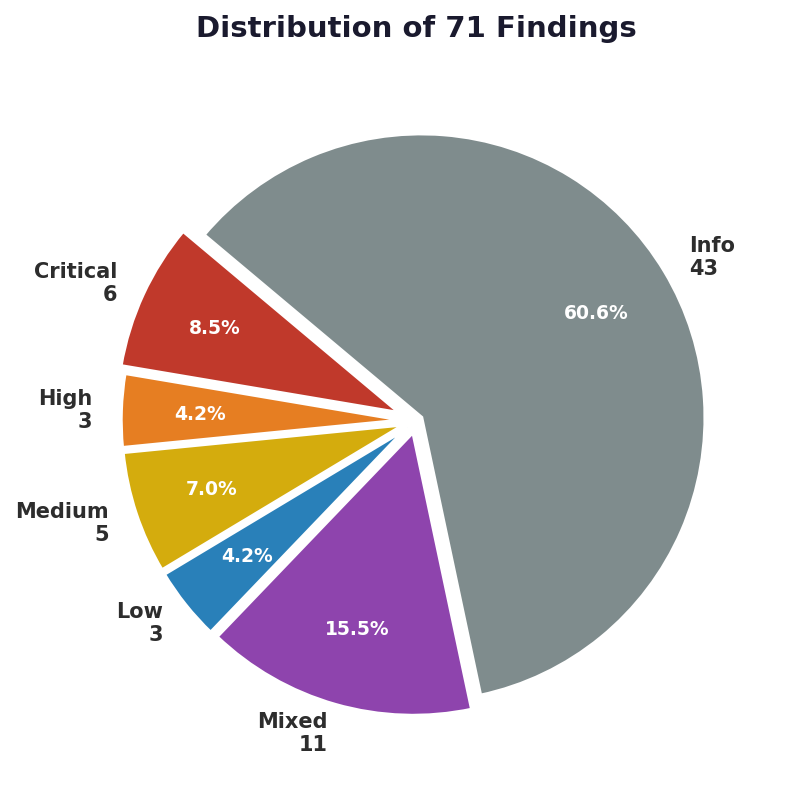 Distribution of 71 Findings
Info
43
60.6%
Critical
6
8.5%
High
3
4.2%
Medium
5
7.0%
Low
3
4.2%
Mixed
11
15.5%